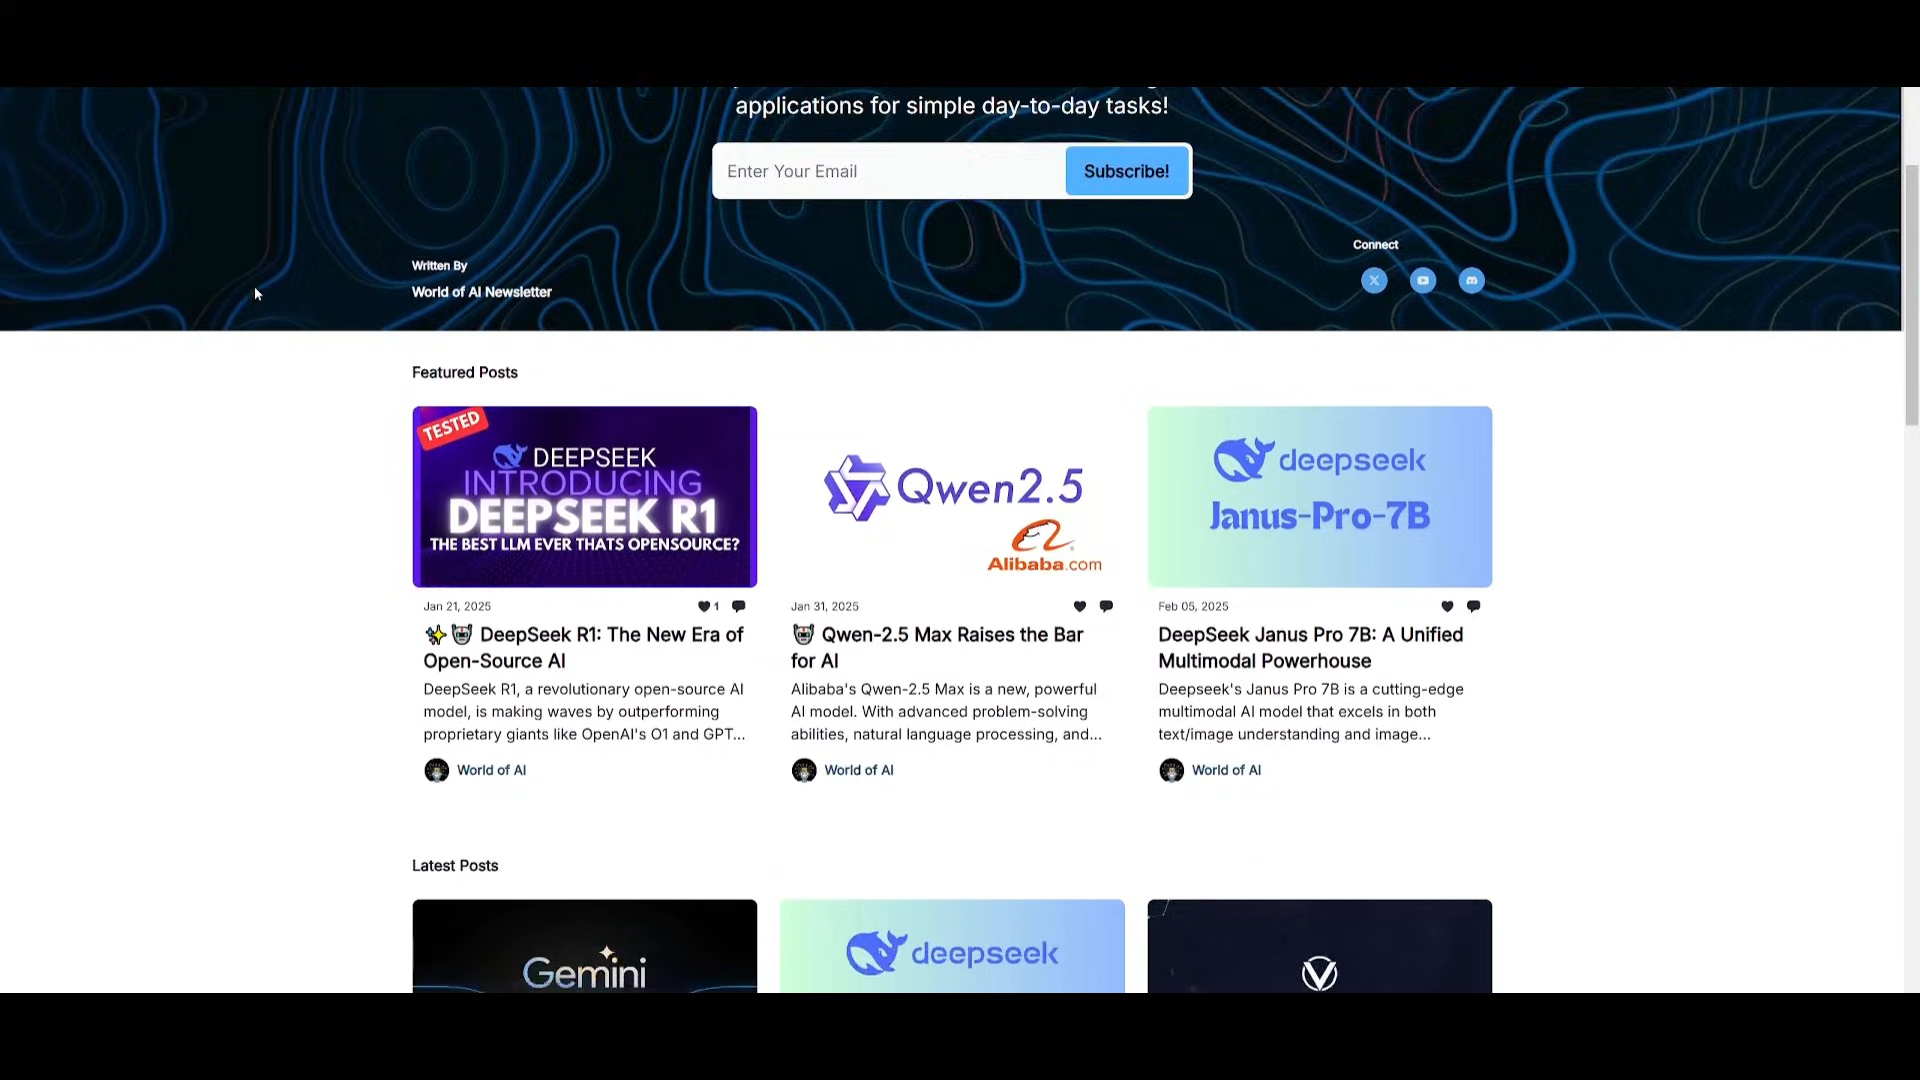 applications for simple day-to-day tasks!
Enter Your Email
Subscribe!
Connect
Written By
World of AI Newsletter
Featured Posts
TESTED
DEEPSEEK
INTRODUCING
DEEPSEEK R1
THE BEST LLM EVER THATS OPENSOURCE?
Qwen2.5
Alibaba.com
deepseek
Janus-Pro-7B
Jan 21, 2025
1
✨🤖 DeepSeek R1: The New Era of
Open-Source AI
DeepSeek R1, a revolutionary open-source AI
model, is making waves by outperforming
proprietary giants like OpenAI's O1 and GPT...
World of AI
Jan 31, 2025
🤖 Qwen-2.5 Max Raises the Bar
for AI
Alibaba's Qwen-2.5 Max is a new, powerful
AI model. With advanced problem-solving
abilities, natural language processing, and...
World of AI
Feb 05, 2025
DeepSeek Janus Pro 7B: A Unified
Multimodal Powerhouse
Deepseek's Janus Pro 7B is a cutting-edge
multimodal AI model that excels in both
text/image understanding and image...
World of AI
Latest Posts
Gemini
deepseek